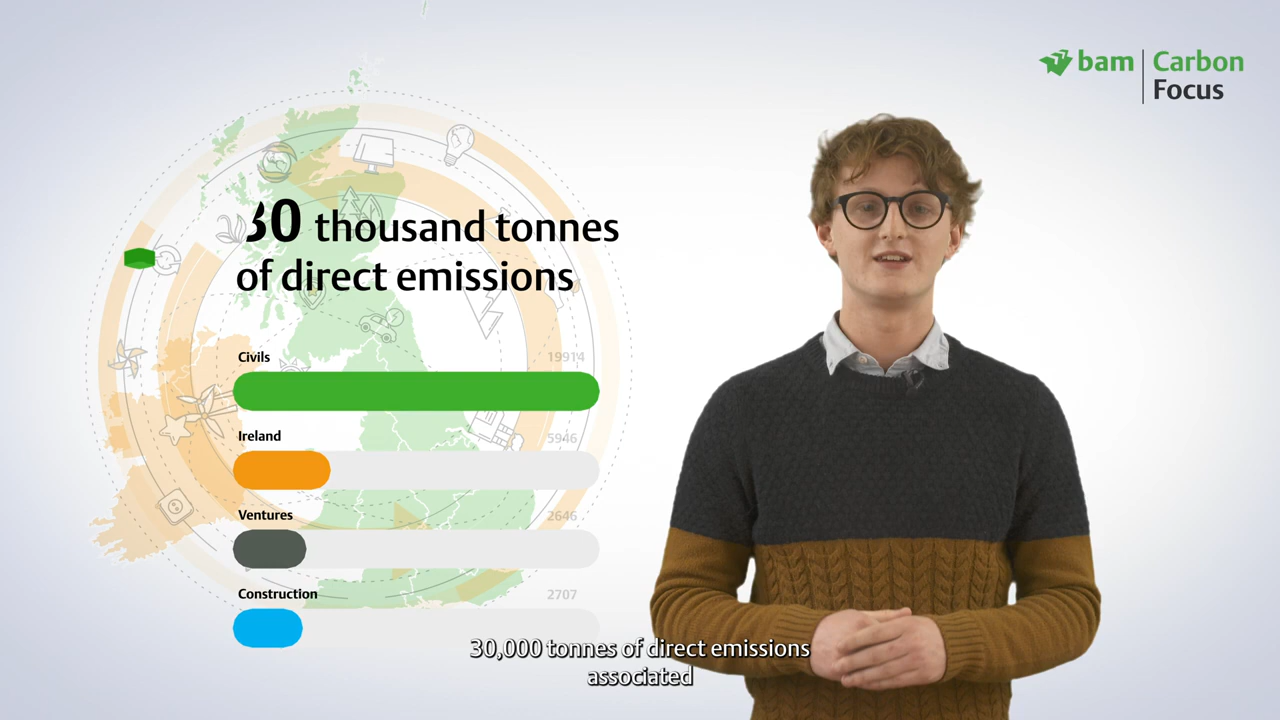 bam | Carbon
Focus
30 thousand tonnes
of direct emissions
Civils 19914
Ireland 5946
Ventures 2646
Construction 2707
30,000 tonnes of direct emissions
associated